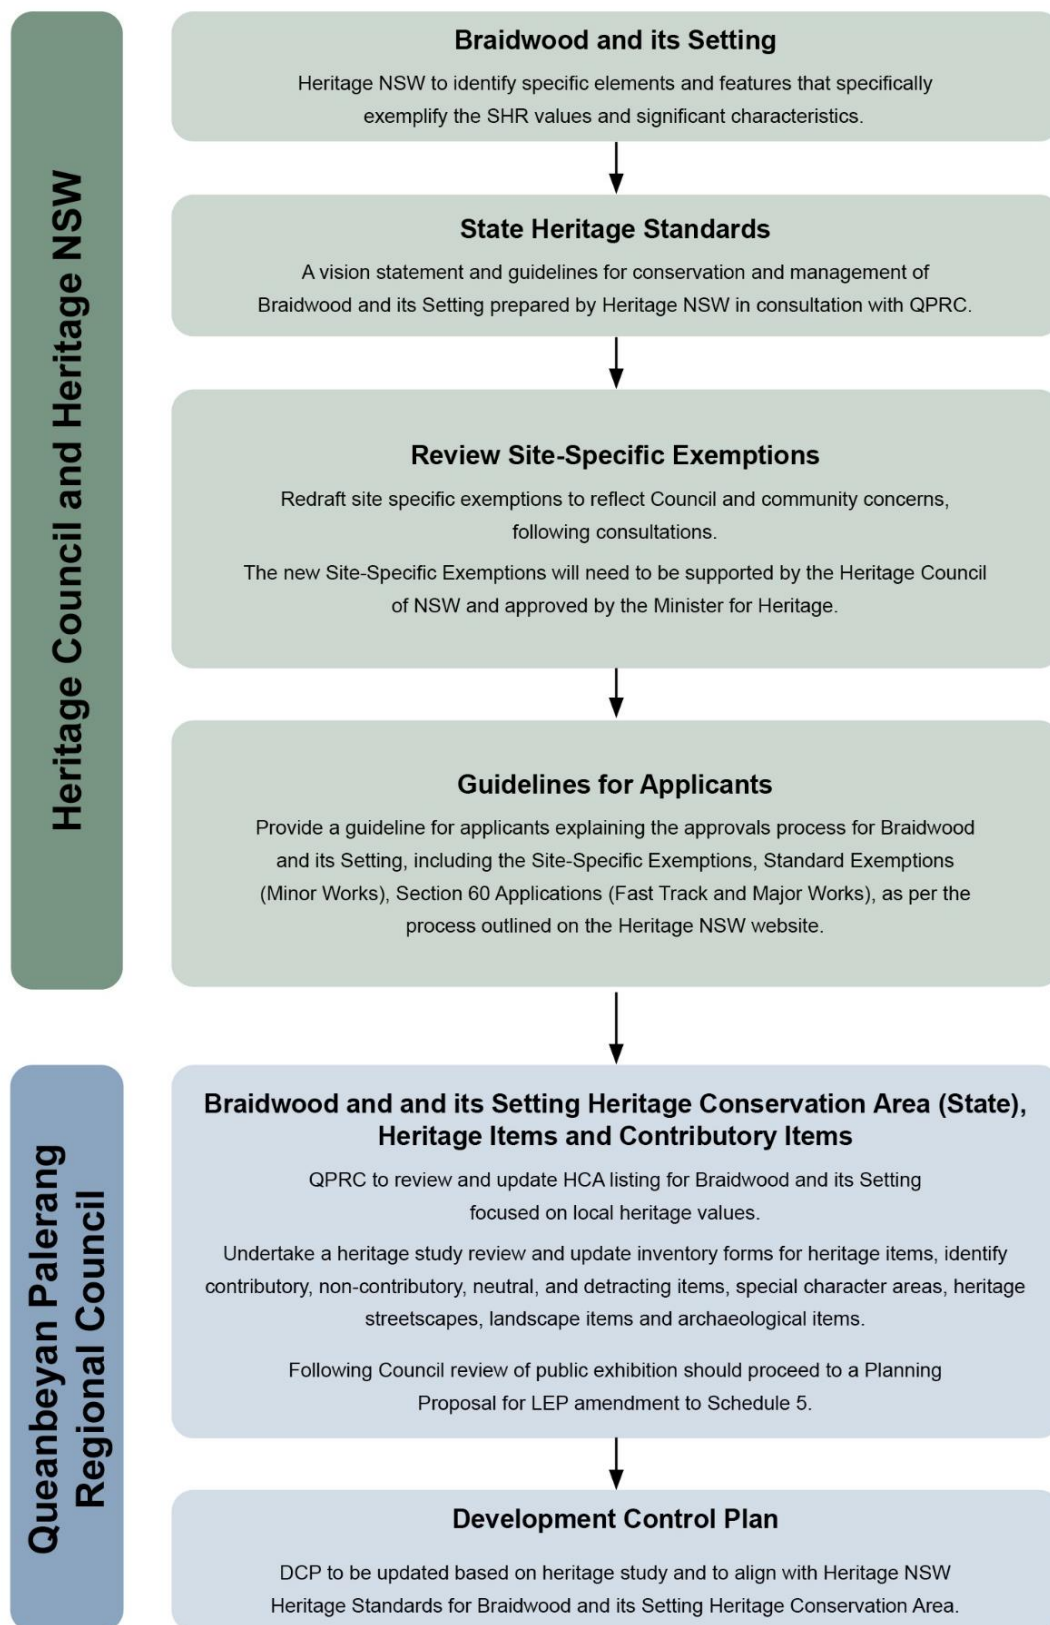 Heritage Council and Heritage NSW
Braidwood and its Setting
Heritage NSW to identify specific elements and features that specifically
exemplify the SHR values and significant characteristics.
State Heritage Standards
A vision statement and guidelines for conservation and management of
Braidwood and its Setting prepared by Heritage NSW in consultation with QPRC.
Review Site-Specific Exemptions
Redraft site specific exemptions to reflect Council and community concerns,
following consultations.
The new Site-Specific Exemptions will need to be supported by the Heritage Council
of NSW and approved by the Minister for Heritage.
Guidelines for Applicants
Provide a guideline for applicants explaining the approvals process for Braidwood
and its Setting, including the Site-Specific Exemptions, Standard Exemptions
(Minor Works), Section 60 Applications (Fast Track and Major Works), as per the
process outlined on the Heritage NSW website.
Queanbeyan Palerang
Regional Council
Braidwood and and its Setting Heritage Conservation Area (State),
Heritage Items and Contributory Items
QPRC to review and update HCA listing for Braidwood and its Setting
focused on local heritage values.
Undertake a heritage study review and update inventory forms for heritage items, identify
contributory, non-contributory, neutral, and detracting items, special character areas, heritage
streetscapes, landscape items and archaeological items.
Following Council review of public exhibition should proceed to a Planning
Proposal for LEP amendment to Schedule 5.
Development Control Plan
DCP to be updated based on heritage study and to align with Heritage NSW
Heritage Standards for Braidwood and its Setting Heritage Conservation Area.